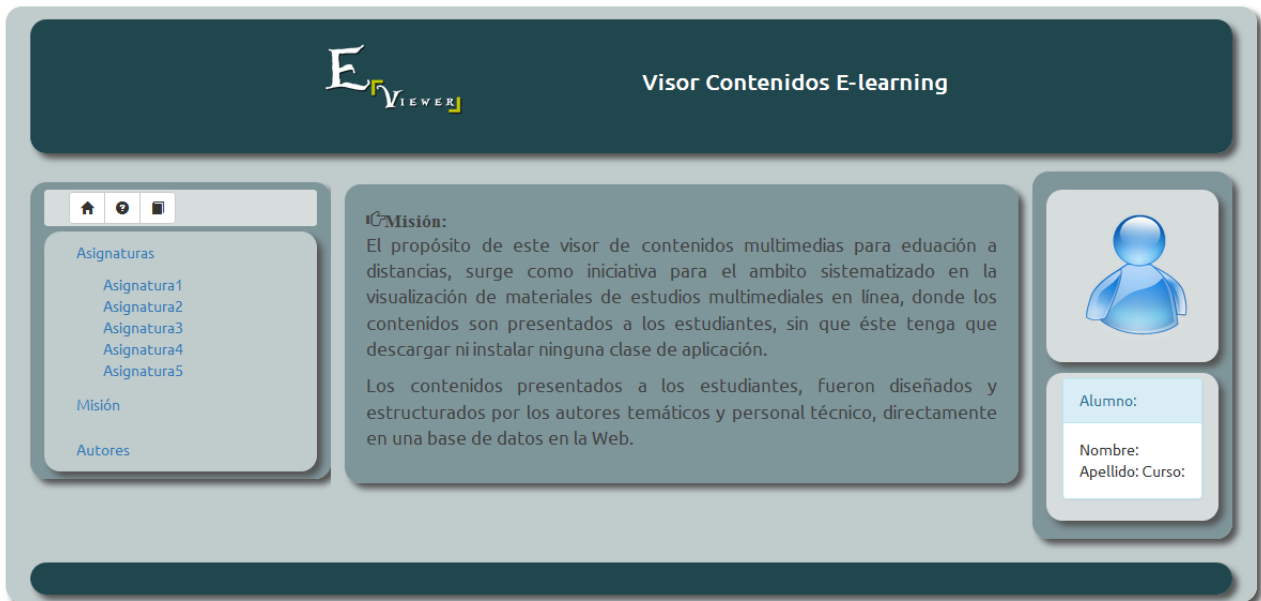 E
VIEWER
Visor Contenidos E-learning
Asignaturas
Asignatura1
Asignatura2
Asignatura3
Asignatura4
Asignatura5
Misión
Autores
Misión:
El propósito de este visor de contenidos multimedias para eduación a
distancias, surge como iniciativa para el ambito sistematizado en la
visualización de materiales de estudios multimediales en línea, donde los
contenidos son presentados a los estudiantes, sin que éste tenga que
descargar ni instalar ninguna clase de aplicación.
Los contenidos presentados a los estudiantes, fueron diseñados y
estructurados por los autores temáticos y personal técnico, directamente
en una base de datos en la Web.
Alumno:
Nombre:
Apellido: Curso: